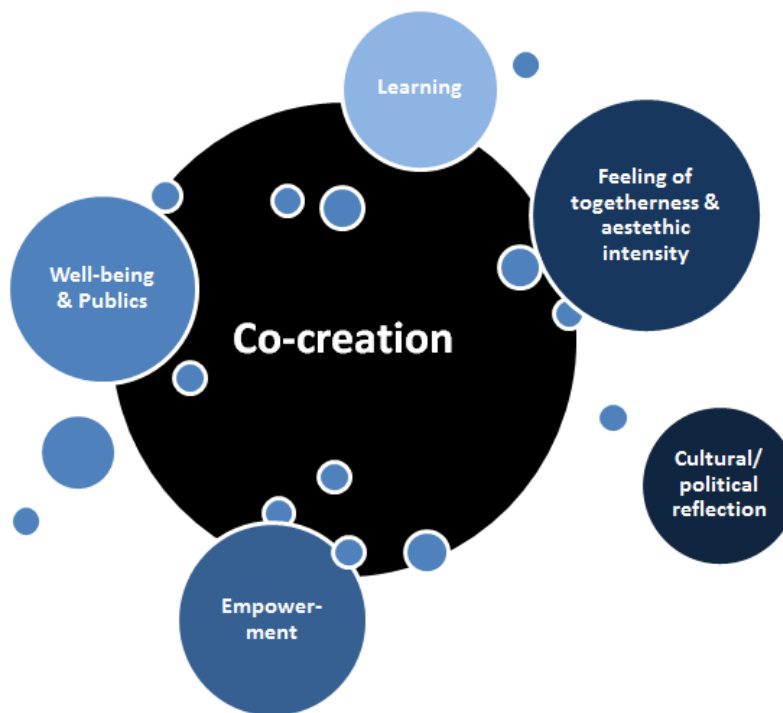 Learning
Feeling of
togetherness &
aestethic
intensity
Well-being
& Publics
Co-creation
Cultural/
political
reflection
Empower-
ment